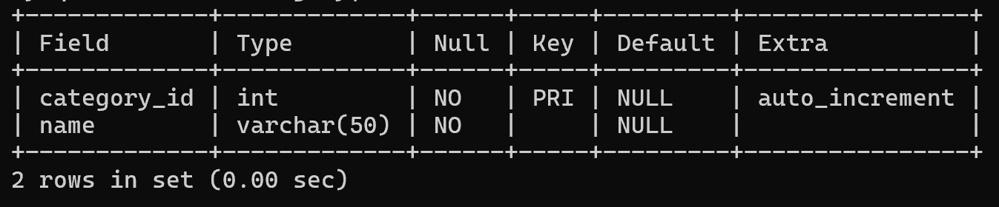 +-------------+-------------+------+-----+---------+----------------+
| Field       | Type        | Null | Key | Default | Extra          |
+-------------+-------------+------+-----+---------+----------------+
| category_id | int         | NO   | PRI | NULL    | auto_increment |
| name        | varchar(50) | NO   |     | NULL    |                |
+-------------+-------------+------+-----+---------+----------------+
2 rows in set (0.00 sec)